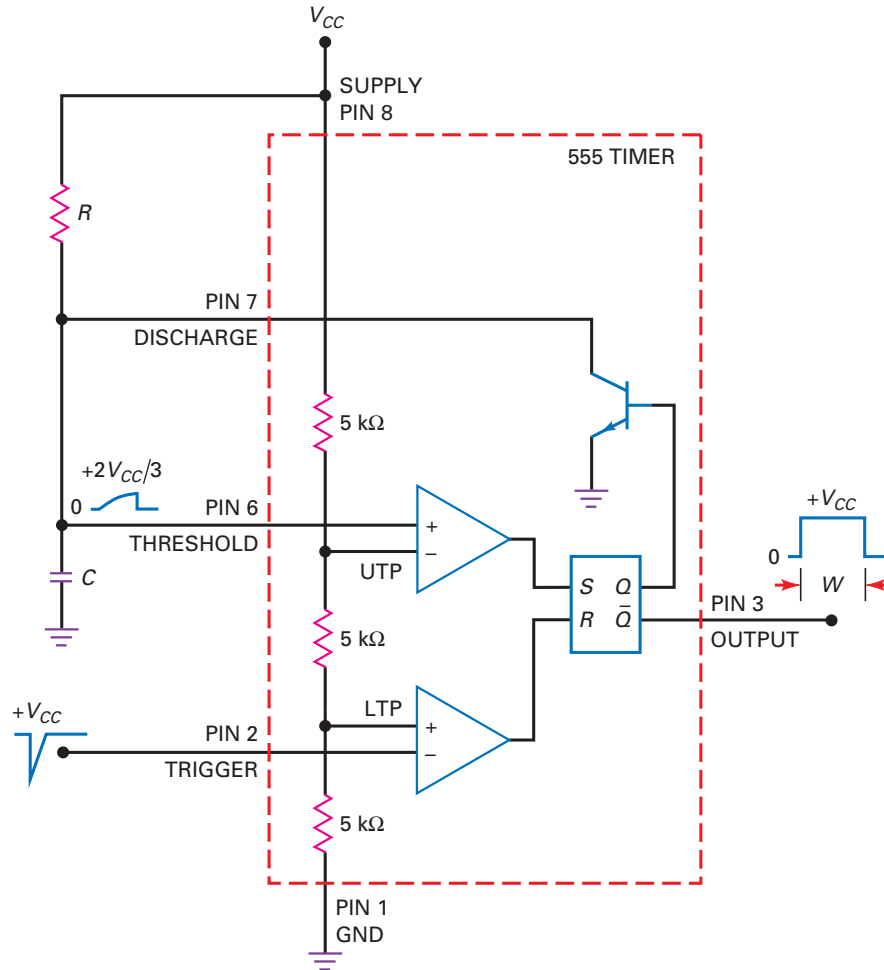 V_CC
SUPPLY
PIN 8
555 TIMER
R
PIN 7
DISCHARGE
5 kΩ
+2V_CC/3
0
PIN 6
THRESHOLD
+
−
UTP
C
S Q
R Q̅
+V_CC
0
W
PIN 3
OUTPUT
5 kΩ
LTP
+
−
+V_CC
PIN 2
TRIGGER
5 kΩ
PIN 1
GND